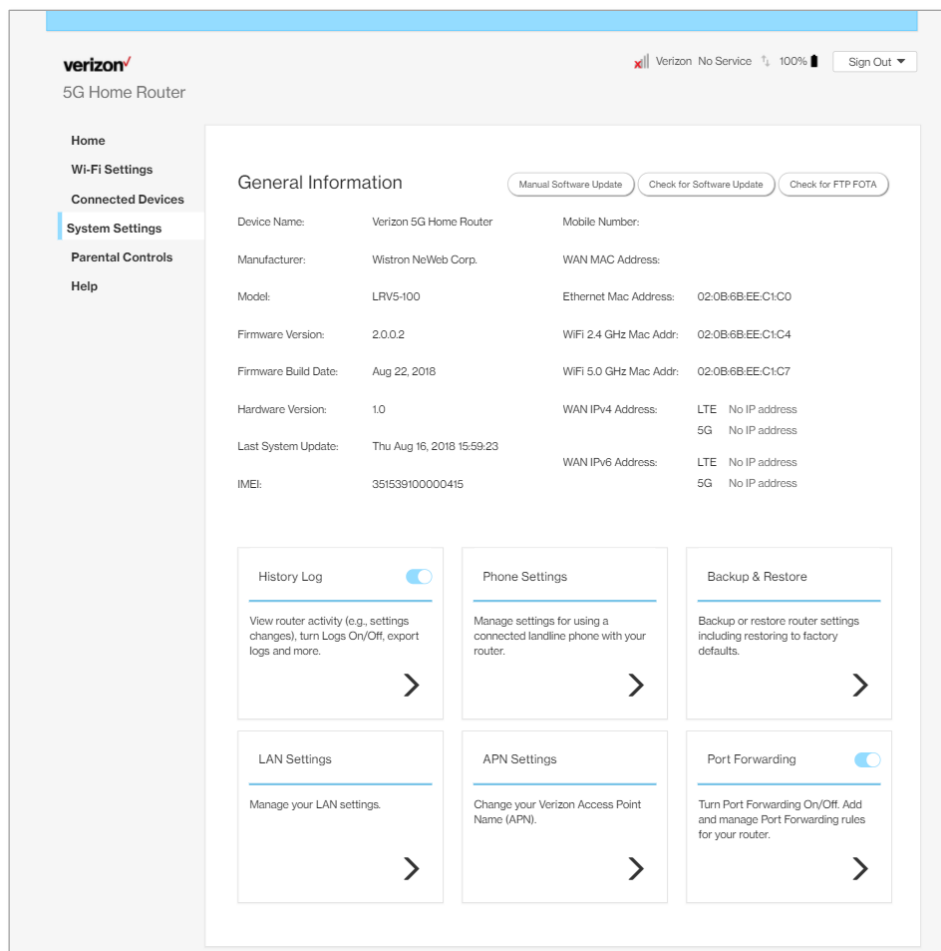 verizon
Verizon No Service 100% Sign Out
5G Home Router
Home
Wi-Fi Settings
Connected Devices
System Settings
Parental Controls
Help
General Information
Manual Software Update Check for Software Update Check for FTP FOTA
Device Name: Verizon 5G Home Router Mobile Number:
Manufacturer: Wistron NeWeb Corp. WAN MAC Address:
Model: LRV5-100 Ethernet Mac Address: 02:0B:6B:EE:C1:C0
Firmware Version: 2.0.0.2 WiFi 2.4 GHz Mac Addr: 02:0B:6B:EE:C1:C4
Firmware Build Date: Aug 22, 2018 WiFi 5.0 GHz Mac Addr: 02:0B:6B:EE:C1:C7
Hardware Version: 1.0 WAN IPv4 Address: LTE No IP address
5G No IP address
Last System Update: Thu Aug 16, 2018 15:59:23
WAN IPv6 Address: LTE No IP address
IMEI: 351539100000415 5G No IP address
History Log
View router activity (e.g., settings
changes), turn Logs On/Off, export
logs and more.
Phone Settings
Manage settings for using a
connected landline phone with your
router.
Backup & Restore
Backup or restore router settings
including restoring to factory
defaults.
LAN Settings
Manage your LAN settings.
APN Settings
Change your Verizon Access Point
Name (APN).
Port Forwarding
Turn Port Forwarding On/Off. Add
and manage Port Forwarding rules
for your router.